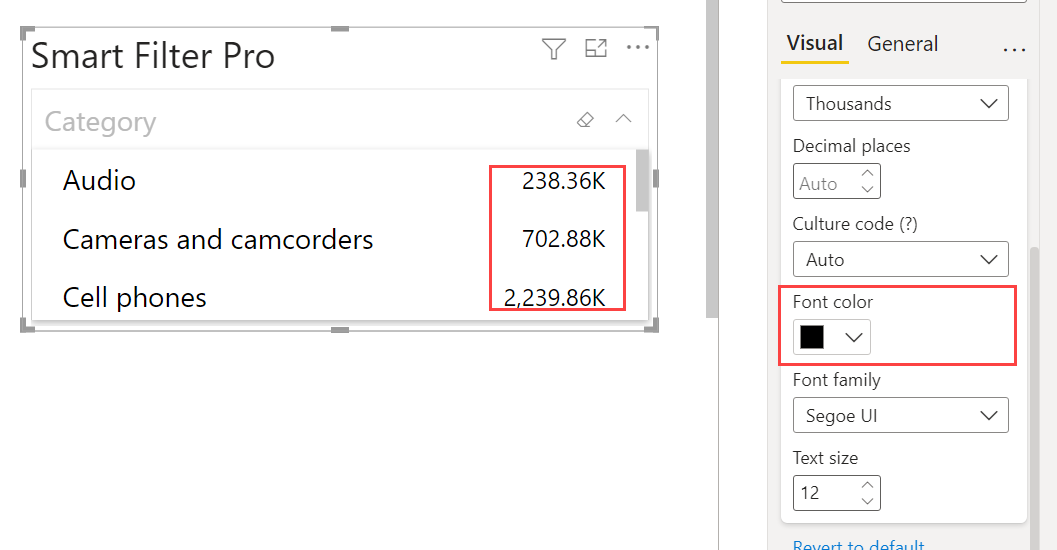 Smart Filter Pro
Category
Audio 238.36K
Cameras and camcorders 702.88K
Cell phones 2,239.86K
Visual General
Thousands
Decimal places
Auto
Culture code (?)
Auto
Font color
Font family
Segoe UI
Text size
12
Revert to default